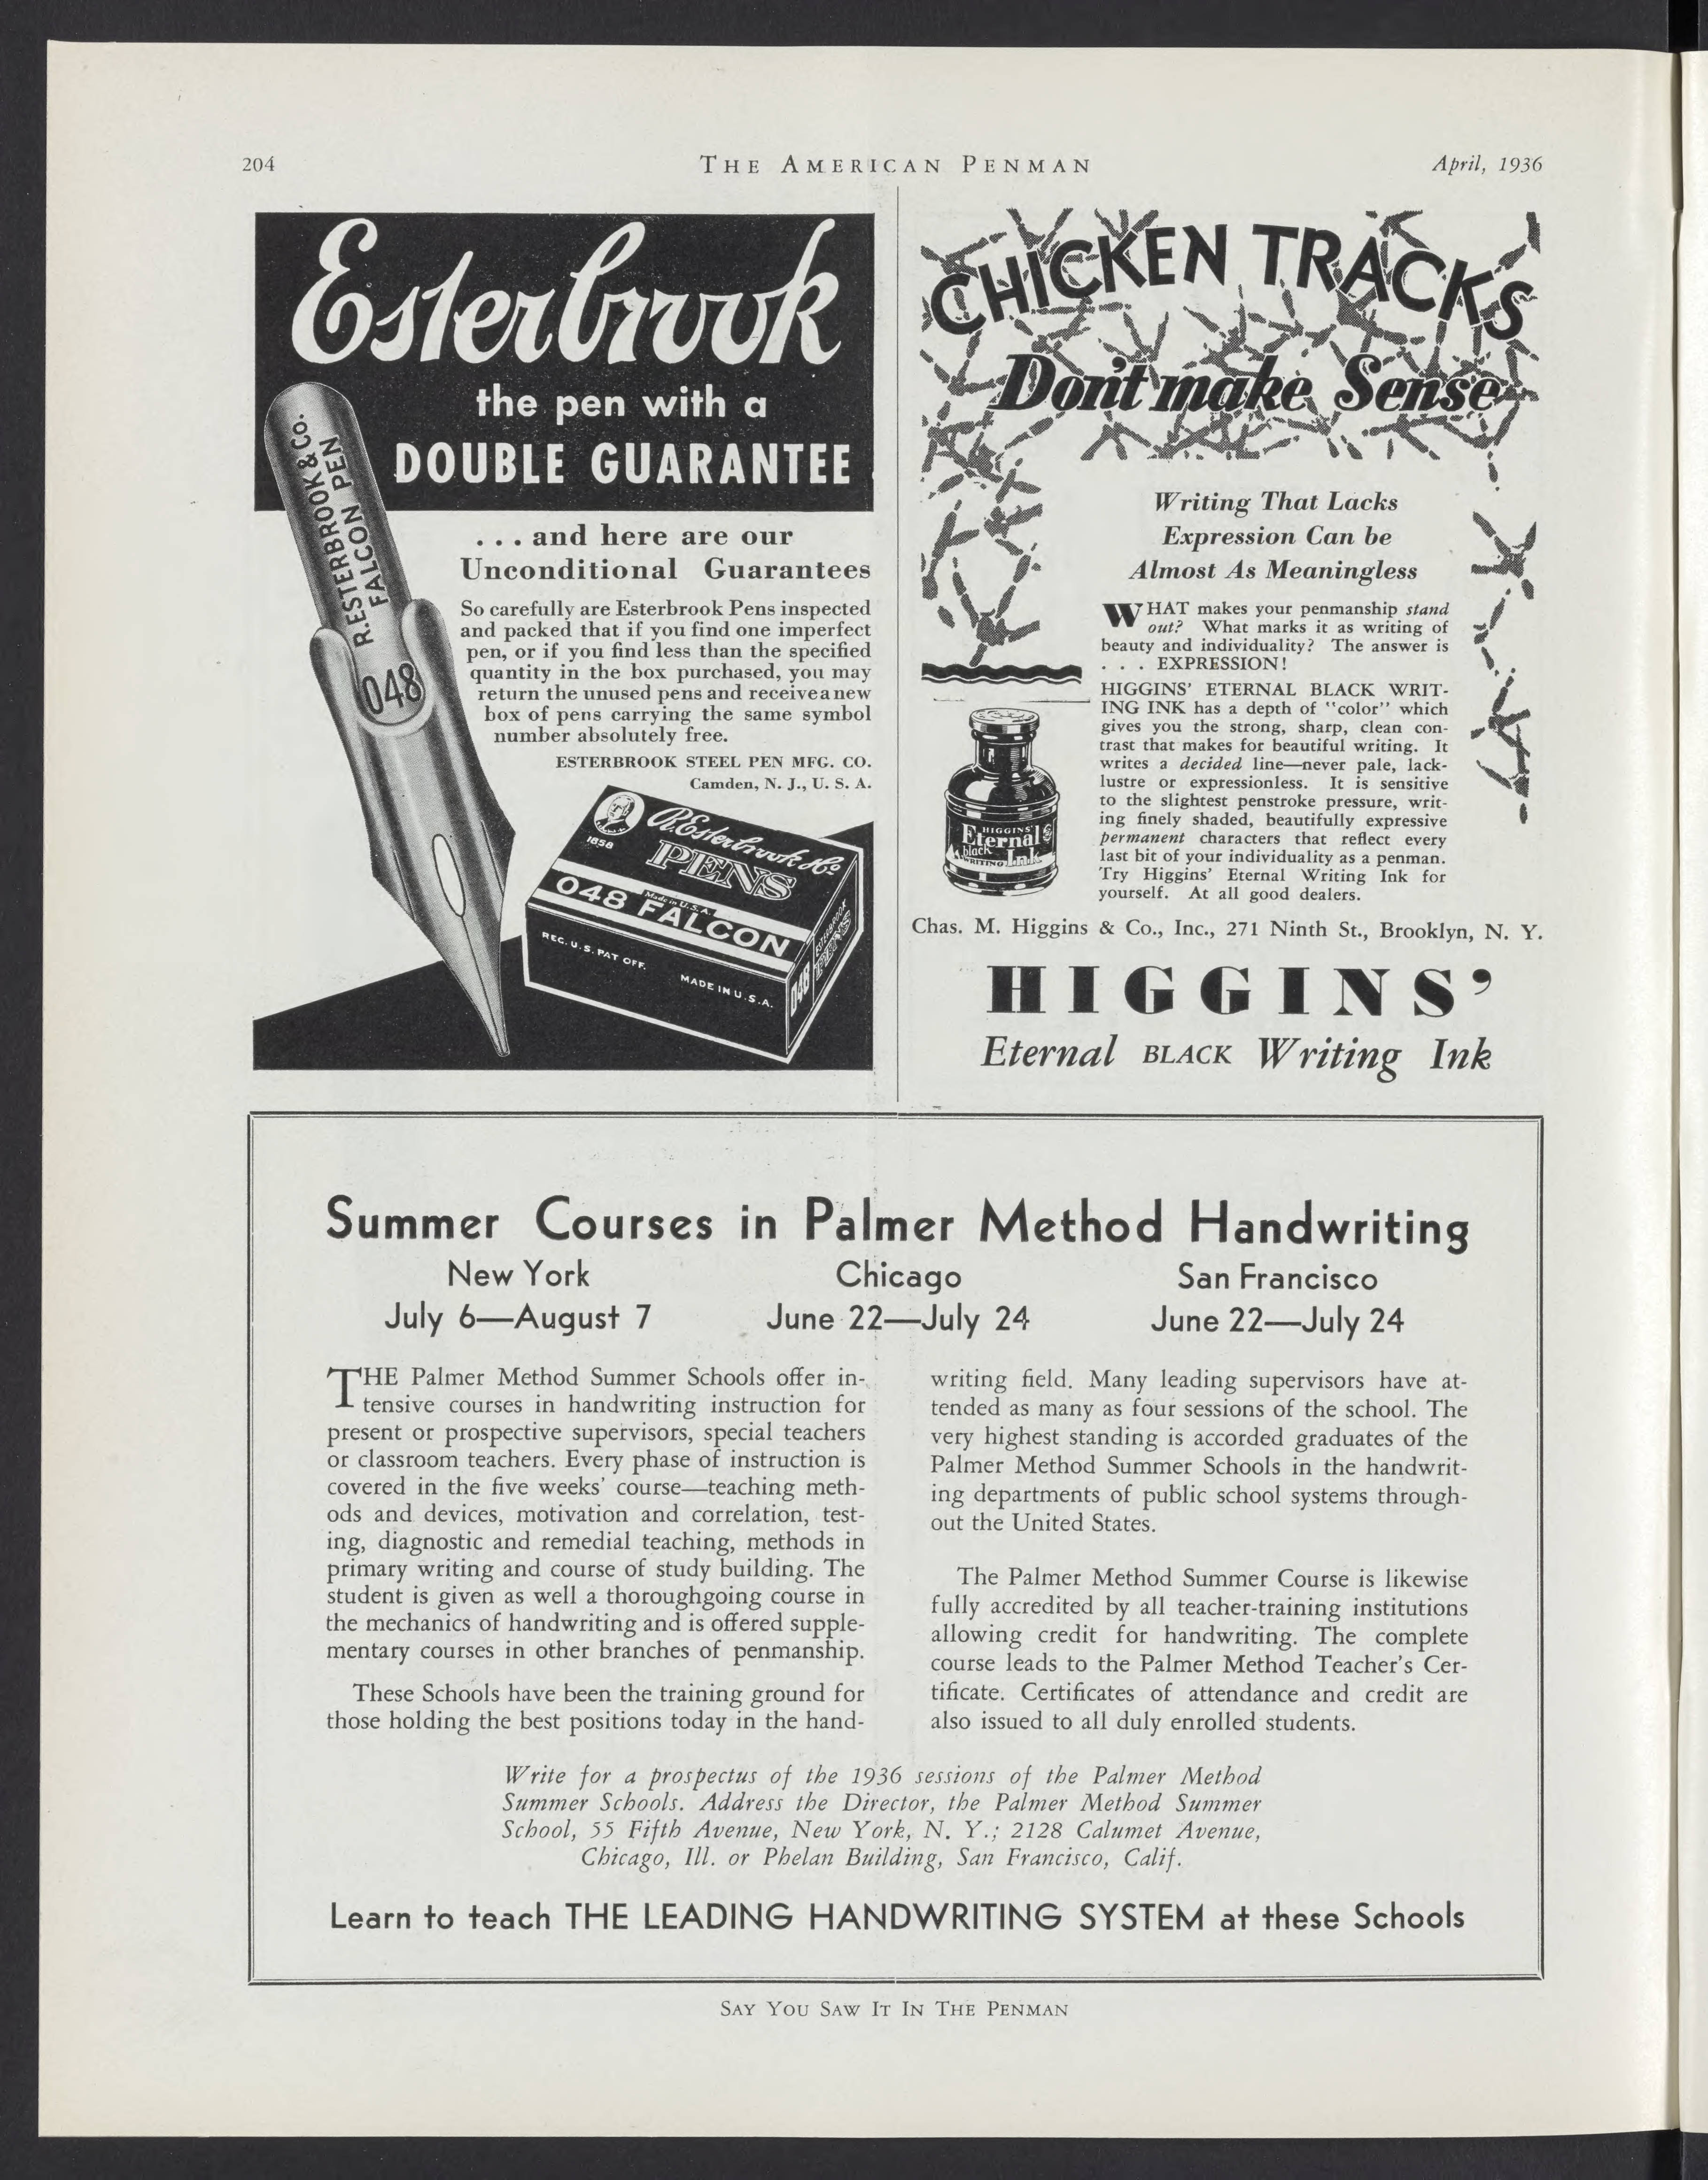 204
THE AMERICAN PENMAN
April, 1936
Esterbrook
the pen with a
DOUBLE GUARANTEE
R.ESTERBROOK & CO.
FALCON PEN
048
. . . and here are our
Unconditional Guarantees
So carefully are Esterbrook Pens inspected
and packed that if you find one imperfect
pen, or if you find less than the specified
quantity in the box purchased, you may
return the unused pens and receive a new
box of pens carrying the same symbol
number absolutely free.
ESTERBROOK STEEL PEN MFG. CO.
Camden, N. J., U. S. A.
1858
R.Esterbrook & Co
PENS
Made in U.S.A.
048 FALCON
REG. U.S. PAT OFF.
MADE IN U.S.A.
048
ESTERBROOK
PENS
CHICKEN TRACKS
Don't make Sense
Writing That Lacks
Expression Can be
Almost As Meaningless
WHAT makes your penmanship stand
out? What marks it as writing of
beauty and individuality? The answer is
. . . EXPRESSION!
HIGGINS' ETERNAL BLACK WRIT-
ING INK has a depth of "color" which
gives you the strong, sharp, clean con-
trast that makes for beautiful writing. It
writes a decided line—never pale, lack-
lustre or expressionless. It is sensitive
to the slightest penstroke pressure, writ-
ing finely shaded, beautifully expressive
permanent characters that reflect every
last bit of your individuality as a penman.
Try Higgins' Eternal Writing Ink for
yourself. At all good dealers.
HIGGINS'
Eternal
black
WRITING Ink
Chas. M. Higgins & Co., Inc., 271 Ninth St., Brooklyn, N. Y.
HIGGINS'
Eternal BLACK Writing Ink
Summer Courses in Palmer Method Handwriting
New York
July 6—August 7
Chicago
June 22—July 24
San Francisco
June 22—July 24
THE Palmer Method Summer Schools offer in-
tensive courses in handwriting instruction for
present or prospective supervisors, special teachers
or classroom teachers. Every phase of instruction is
covered in the five weeks' course—teaching meth-
ods and devices, motivation and correlation, test-
ing, diagnostic and remedial teaching, methods in
primary writing and course of study building. The
student is given as well a thoroughgoing course in
the mechanics of handwriting and is offered supple-
mentary courses in other branches of penmanship.
These Schools have been the training ground for
those holding the best positions today in the hand-
writing field. Many leading supervisors have at-
tended as many as four sessions of the school. The
very highest standing is accorded graduates of the
Palmer Method Summer Schools in the handwrit-
ing departments of public school systems through-
out the United States.
The Palmer Method Summer Course is likewise
fully accredited by all teacher-training institutions
allowing credit for handwriting. The complete
course leads to the Palmer Method Teacher's Cer-
tificate. Certificates of attendance and credit are
also issued to all duly enrolled students.
Write for a prospectus of the 1936 sessions of the Palmer Method
Summer Schools. Address the Director, the Palmer Method Summer
School, 55 Fifth Avenue, New York, N. Y.; 2128 Calumet Avenue,
Chicago, Ill. or Phelan Building, San Francisco, Calif.
Learn to teach THE LEADING HANDWRITING SYSTEM at these Schools
SAY YOU SAW IT IN THE PENMAN